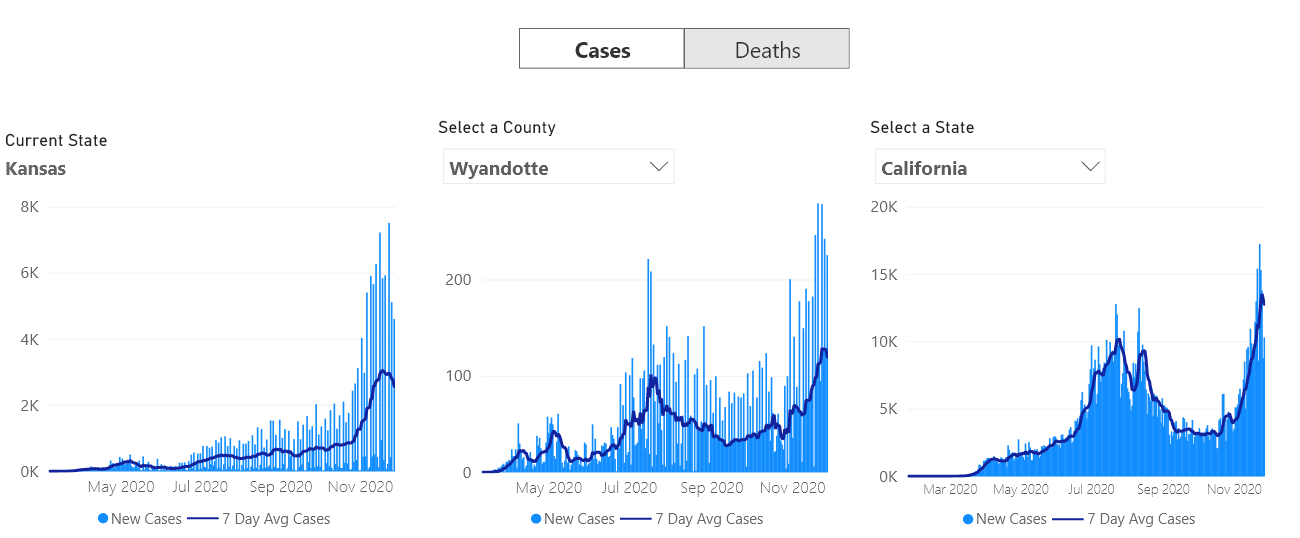 Cases Deaths
Current State
Kansas
8K
6K
4K
2K
0K
May 2020 Jul 2020 Sep 2020 Nov 2020
New Cases 7 Day Avg Cases
Select a County
Wyandotte
200
100
0
May 2020 Jul 2020 Sep 2020 Nov 2020
New Cases 7 Day Avg Cases
Select a State
California
20K
15K
10K
5K
0K
Mar 2020 May 2020 Jul 2020 Sep 2020 Nov 2020
New Cases 7 Day Avg Cases